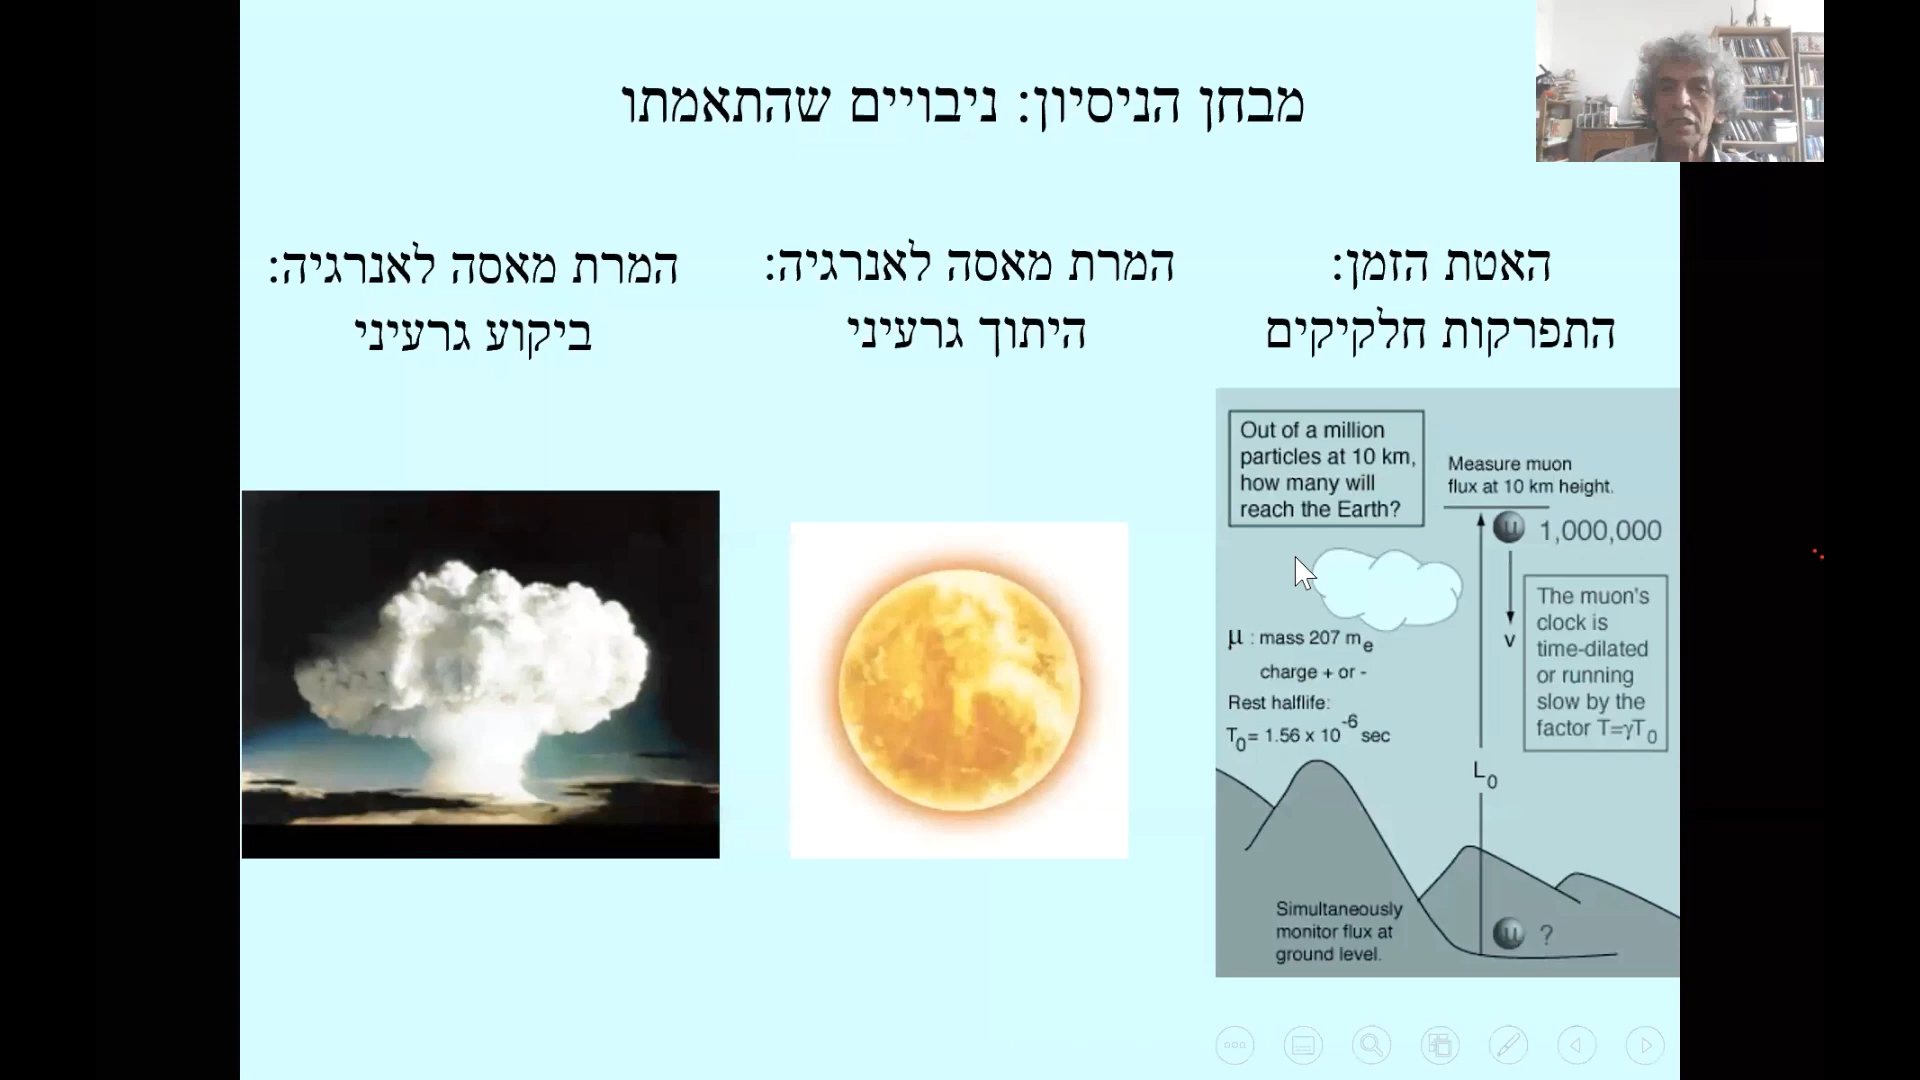 מבחן הניסיון: ניבויים שהתאמתו
האטת הזמן:
התפרקות חלקיקים
המרת מאסה לאנרגיה:
היתוך גרעיני
המרת מאסה לאנרגיה:
ביקוע גרעיני
Out of a million
particles at 10 km,
how many will
reach the Earth?
Measure muon
flux at 10 km height.
μ 1,000,000
v
The muon's
clock is
time-dilated
or running
slow by the
factor T=γT₀
μ : mass 207 mₑ
charge + or -
Rest halflife:
T₀= 1.56 x 10⁻⁶ sec
L₀
Simultaneously
monitor flux at
ground level.
μ ?